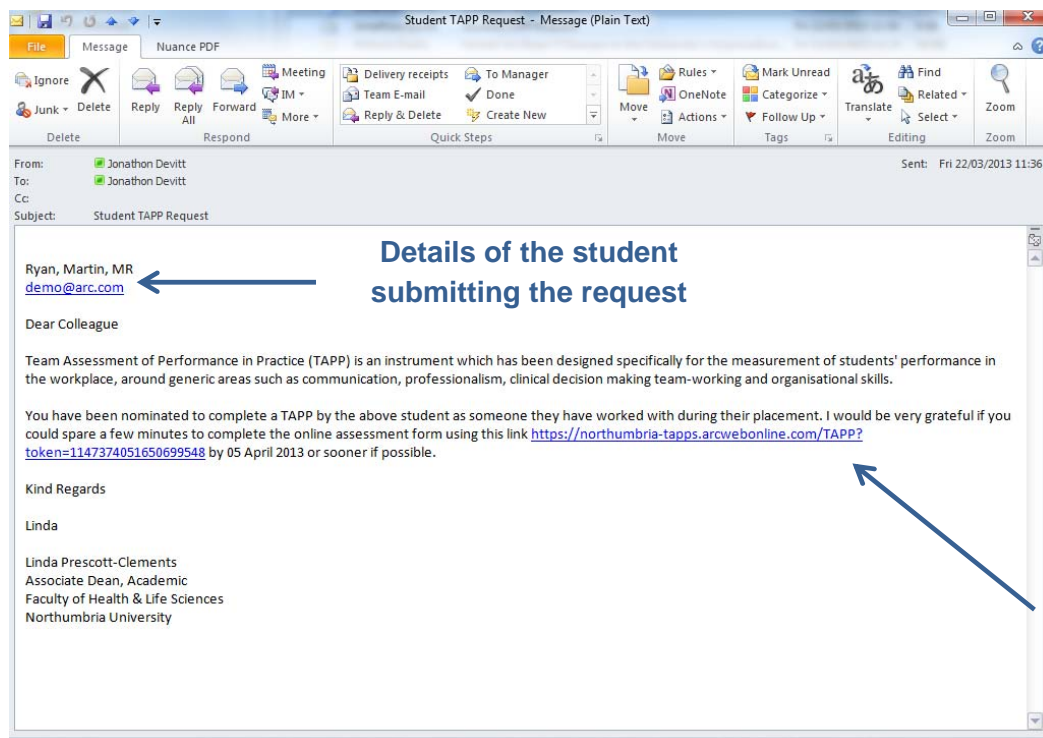 Student TAPP Request - Message (Plain Text)
File Message Nuance PDF
Ignore
Junk
Delete
Reply
Reply All
Forward
Meeting
IM
More
Delivery receipts
Team E-mail
Reply & Delete
To Manager
Done
Create New
Move
Rules
OneNote
Actions
Mark Unread
Categorize
Follow Up
Translate
Find
Related
Select
Zoom
Delete Respond Quick Steps Move Tags Editing Zoom
From: Jonathon Devitt Sent: Fri 22/03/2013 11:36
To: Jonathon Devitt
Cc:
Subject: Student TAPP Request
Details of the student
submitting the request
Ryan, Martin, MR
demo@arc.com
Dear Colleague
Team Assessment of Performance in Practice (TAPP) is an instrument which has been designed specifically for the measurement of students' performance in
the workplace, around generic areas such as communication, professionalism, clinical decision making team-working and organisational skills.
You have been nominated to complete a TAPP by the above student as someone they have worked with during their placement. I would be very grateful if you
could spare a few minutes to complete the online assessment form using this link https://northumbria-tapps.arcwebonline.com/TAPP?
token=1147374051650699548 by 05 April 2013 or sooner if possible.
Kind Regards
Linda
Linda Prescott-Clements
Associate Dean, Academic
Faculty of Health & Life Sciences
Northumbria University